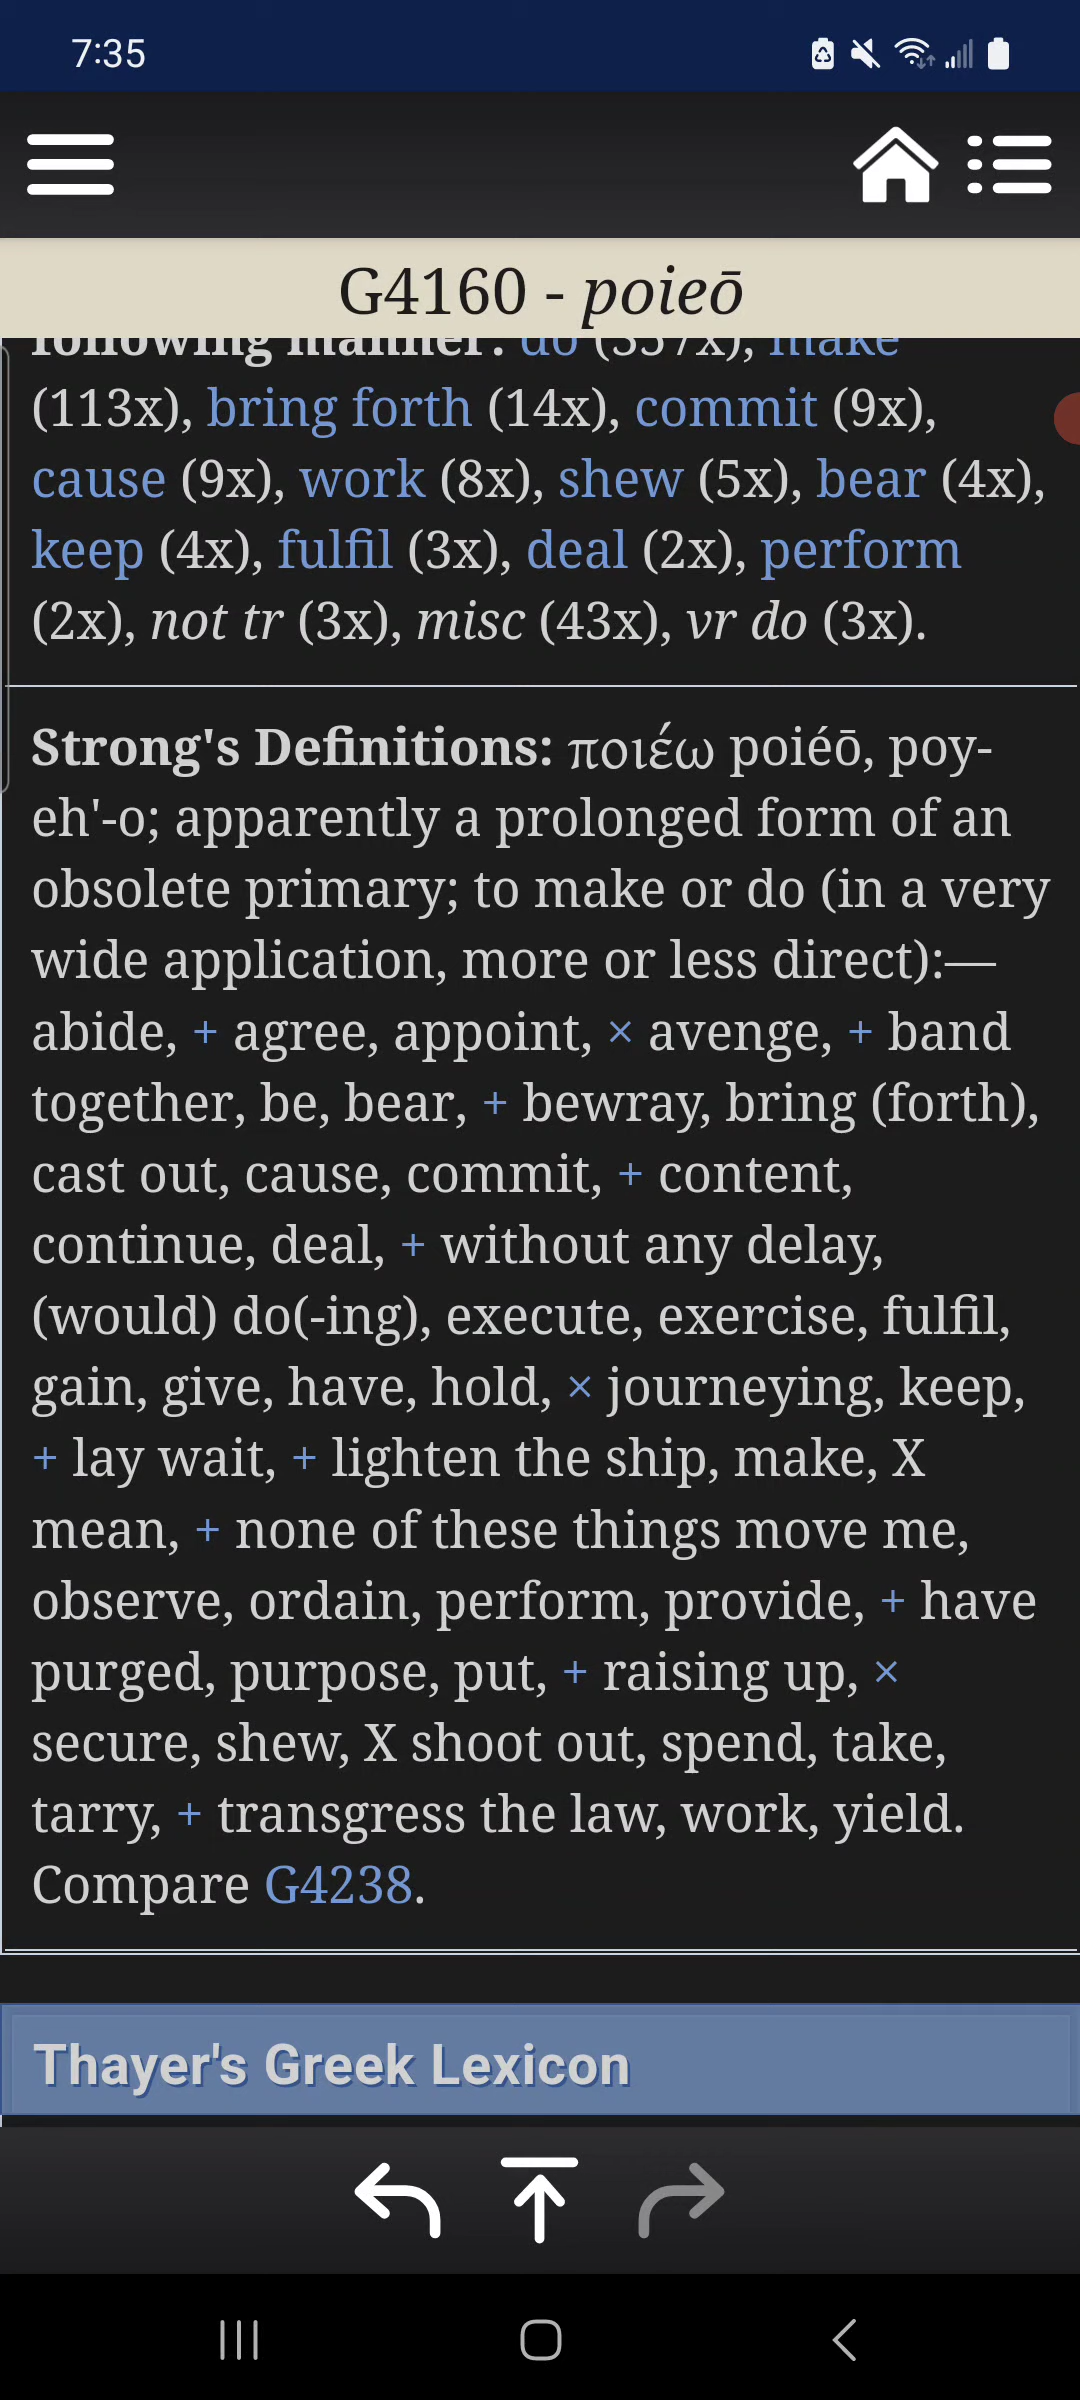 7:35
G4160 - poieō
following manner: do (357x), make
(113x), bring forth (14x), commit (9x),
cause (9x), work (8x), shew (5x), bear (4x),
keep (4x), fulfil (3x), deal (2x), perform
(2x), not tr (3x), misc (43x), vr do (3x).
Strong's Definitions: ποιέω poiéō, poy-
eh'-o; apparently a prolonged form of an
obsolete primary; to make or do (in a very
wide application, more or less direct):—
abide, + agree, appoint, × avenge, + band
together, be, bear, + bewray, bring (forth),
cast out, cause, commit, + content,
continue, deal, + without any delay,
(would) do(-ing), execute, exercise, fulfil,
gain, give, have, hold, × journeying, keep,
+ lay wait, + lighten the ship, make, X
mean, + none of these things move me,
observe, ordain, perform, provide, + have
purged, purpose, put, + raising up, ×
secure, shew, X shoot out, spend, take,
tarry, + transgress the law, work, yield.
Compare G4238.
Thayer's Greek Lexicon